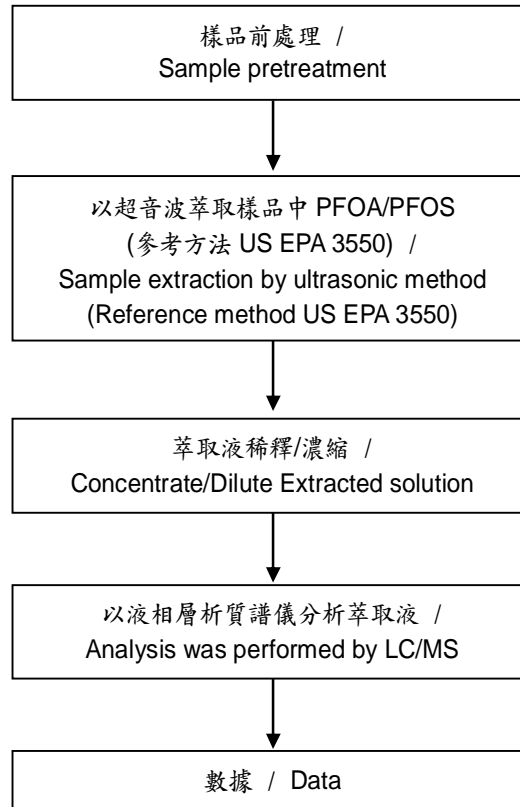 樣品前處理 /
Sample pretreatment
以超音波萃取樣品中 PFOA/PFOS
(參考方法 US EPA 3550) /
Sample extraction by ultrasonic method
(Reference method US EPA 3550)
萃取液稀釋/濃縮 /
Concentrate/Dilute Extracted solution
以液相層析質譜儀分析萃取液 /
Analysis was performed by LC/MS
數據 / Data